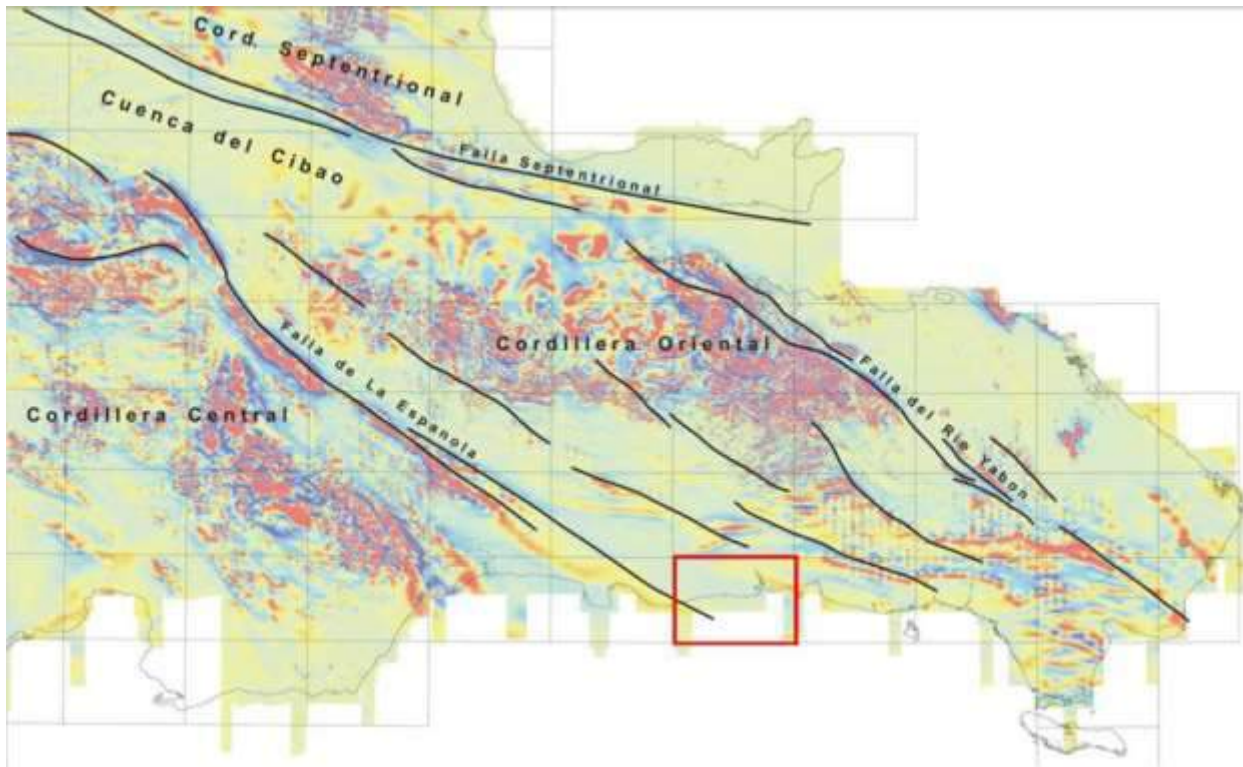 Cord. Septentrional
Cuenca del Cibao
Falla Septentrional
Cordillera Oriental
Falla de La Espanola
Falla del Rio Yabon
Cordillera Central